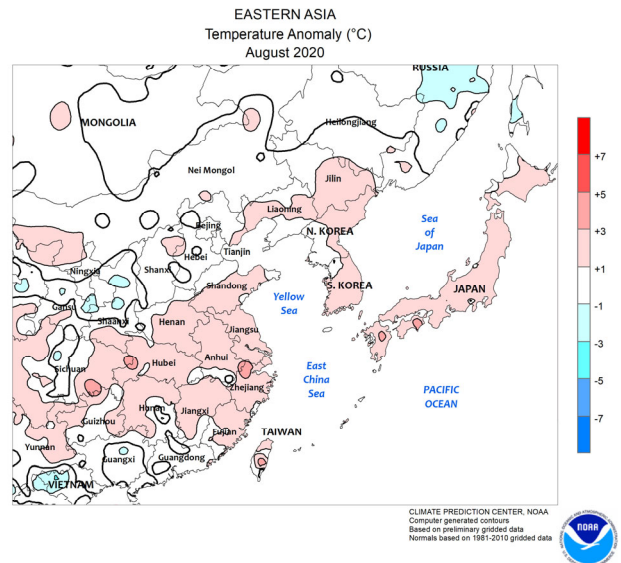 EASTERN ASIA
Temperature Anomaly (°C)
August 2020
RUSSIA
MONGOLIA
Heilongjiang
Nei Mongol
Jilin
Liaoning
Beijing
N. KOREA
Sea
of
Japan
Hebei
Tianjin
Ningxia
Shanxi
Shandong
S. KOREA
JAPAN
Yellow
Sea
Gansu
Shaanxi
Henan
Jiangsu
Sichuan
Hubei
Anhui
East
China
Sea
Zhejiang
PACIFIC
OCEAN
Hunan
Jiangxi
Guizhou
Fujian
TAIWAN
Yunnan
Guangxi
Guangdong
VIETNAM
+7
+5
+3
+1
-1
-3
-5
-7
CLIMATE PREDICTION CENTER, NOAA
Computer generated contours
Based on preliminary gridded data
Normals based on 1981-2010 gridded data
NOAA